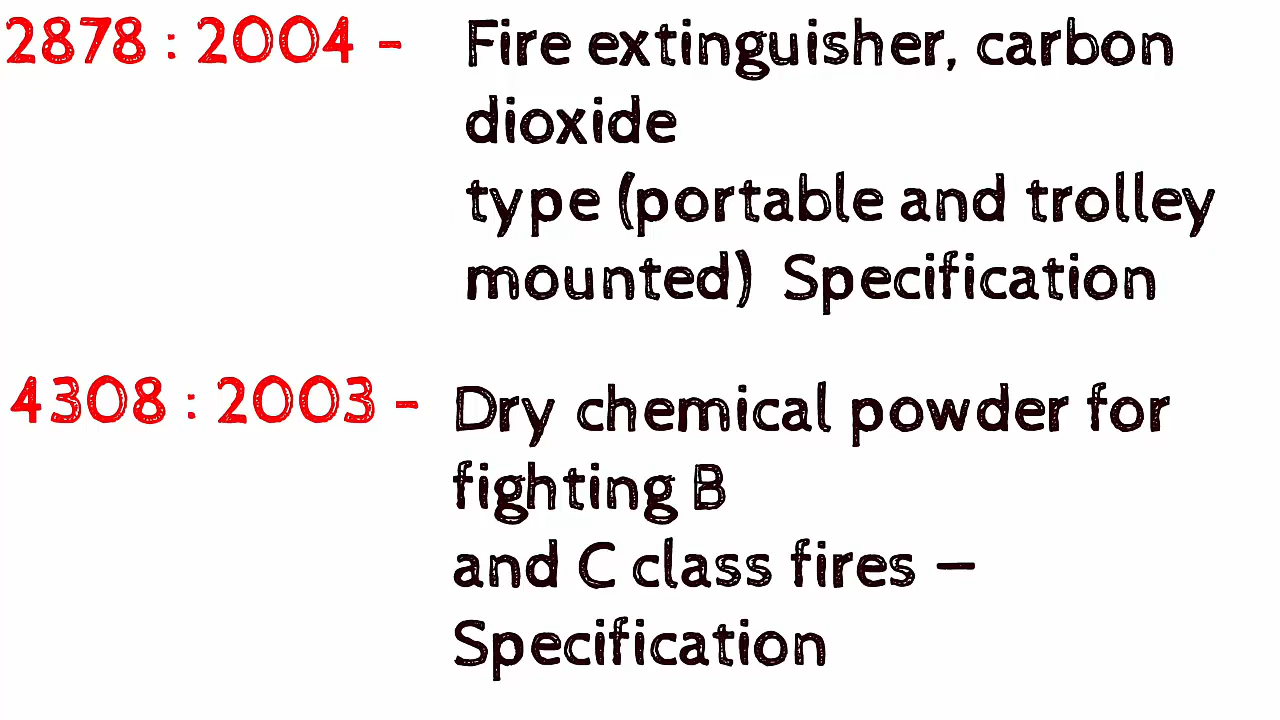 2878 : 2004 - Fire extinguisher, carbon
dioxide
type (portable and trolley
mounted) Specification
4308 : 2003 - Dry chemical powder for
fighting B
and C class fires –
Specification